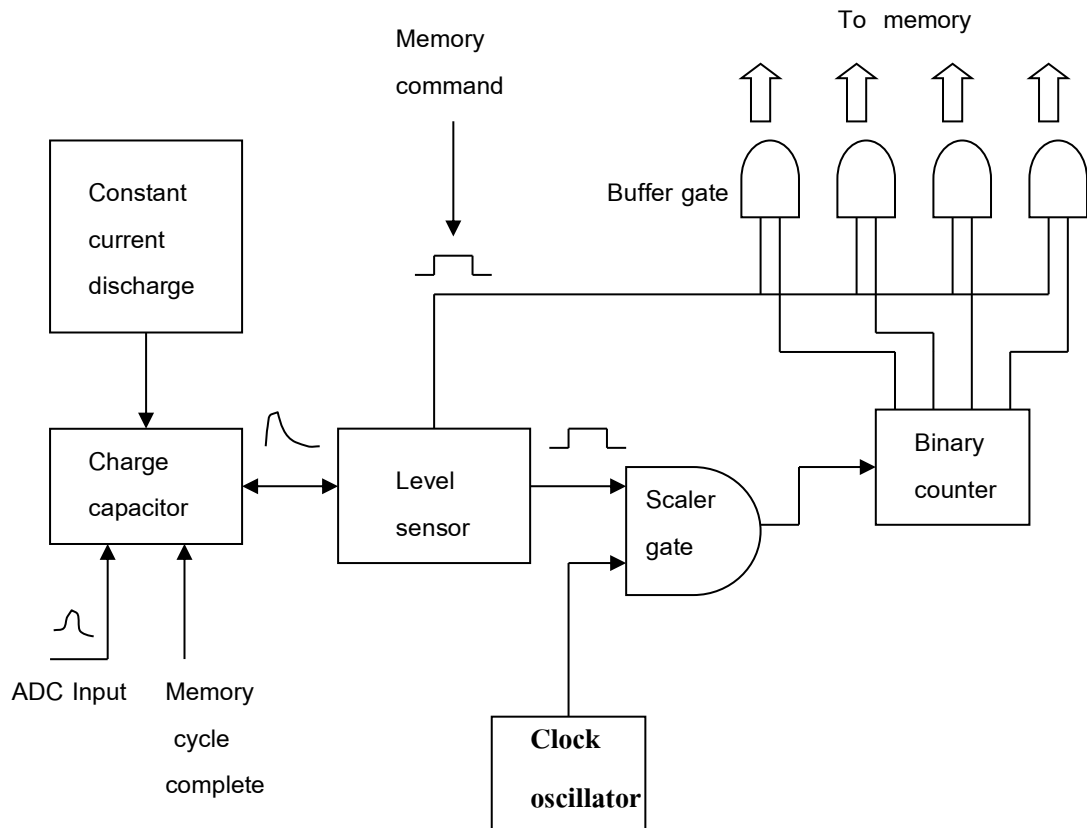 To memory
Memory
command
Constant
current
discharge
Buffer gate
Charge
capacitor
Level
sensor
Scaler
gate
Binary
counter
ADC Input
Memory
cycle
complete
Clock
oscillator